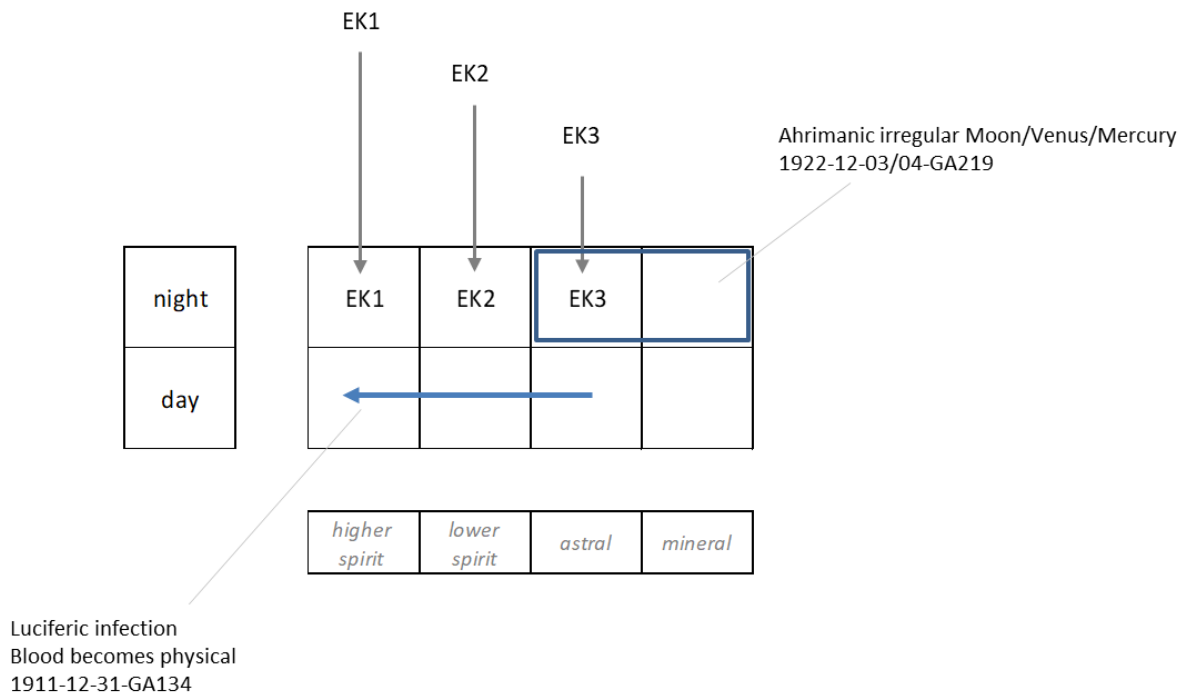 EK1
EK2
EK3
Ahrimanic irregular Moon/Venus/Mercury
1922-12-03/04-GA219
night
EK1
EK2
EK3
day
higher
spirit
lower
spirit
astral
mineral
Luciferic infection
Blood becomes physical
1911-12-31-GA134